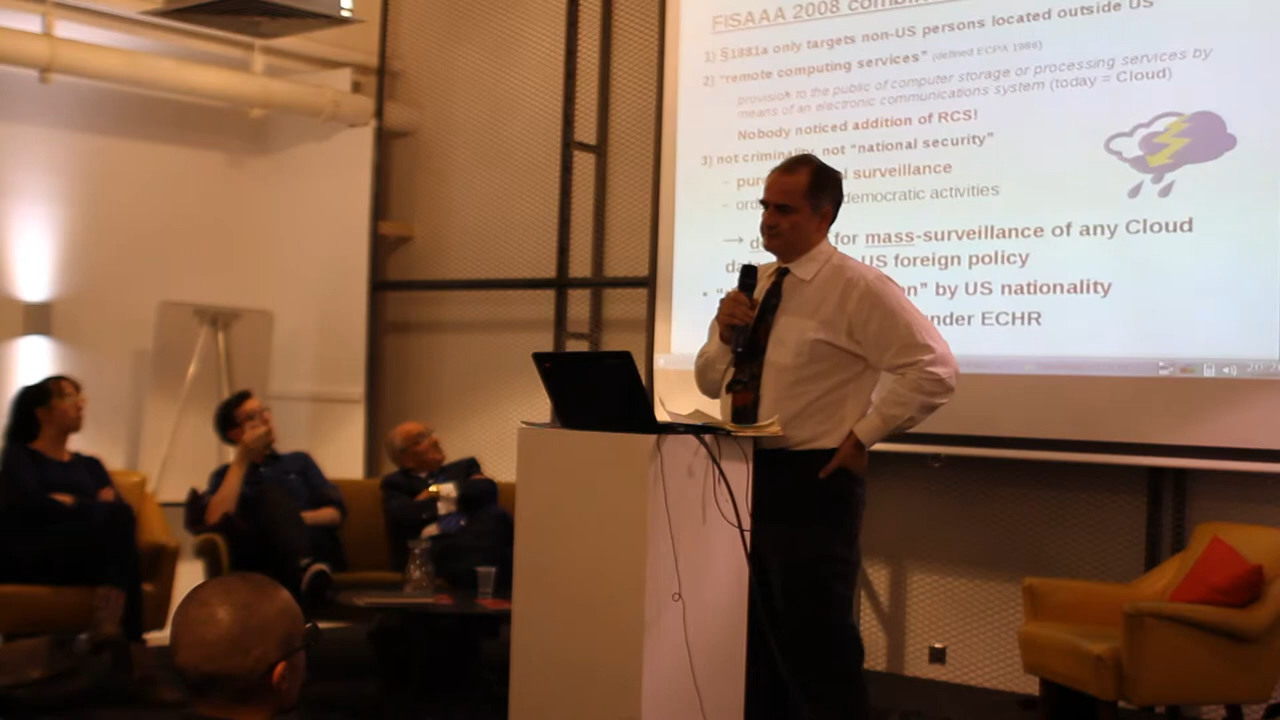 FISAAA 2008
1) §1881a only targets non-US persons located outside US
2) "remote computing services" (defined ECPA 1986)
provision to the public of computer storage or processing services by
means of an electronic communications system (today = Cloud)
Nobody noticed addition of RCS!
3) not criminality, not "national security"
surveillance
democratic activities
→ for mass-surveillance of any Cloud
US foreign policy
by US nationality
under ECHR